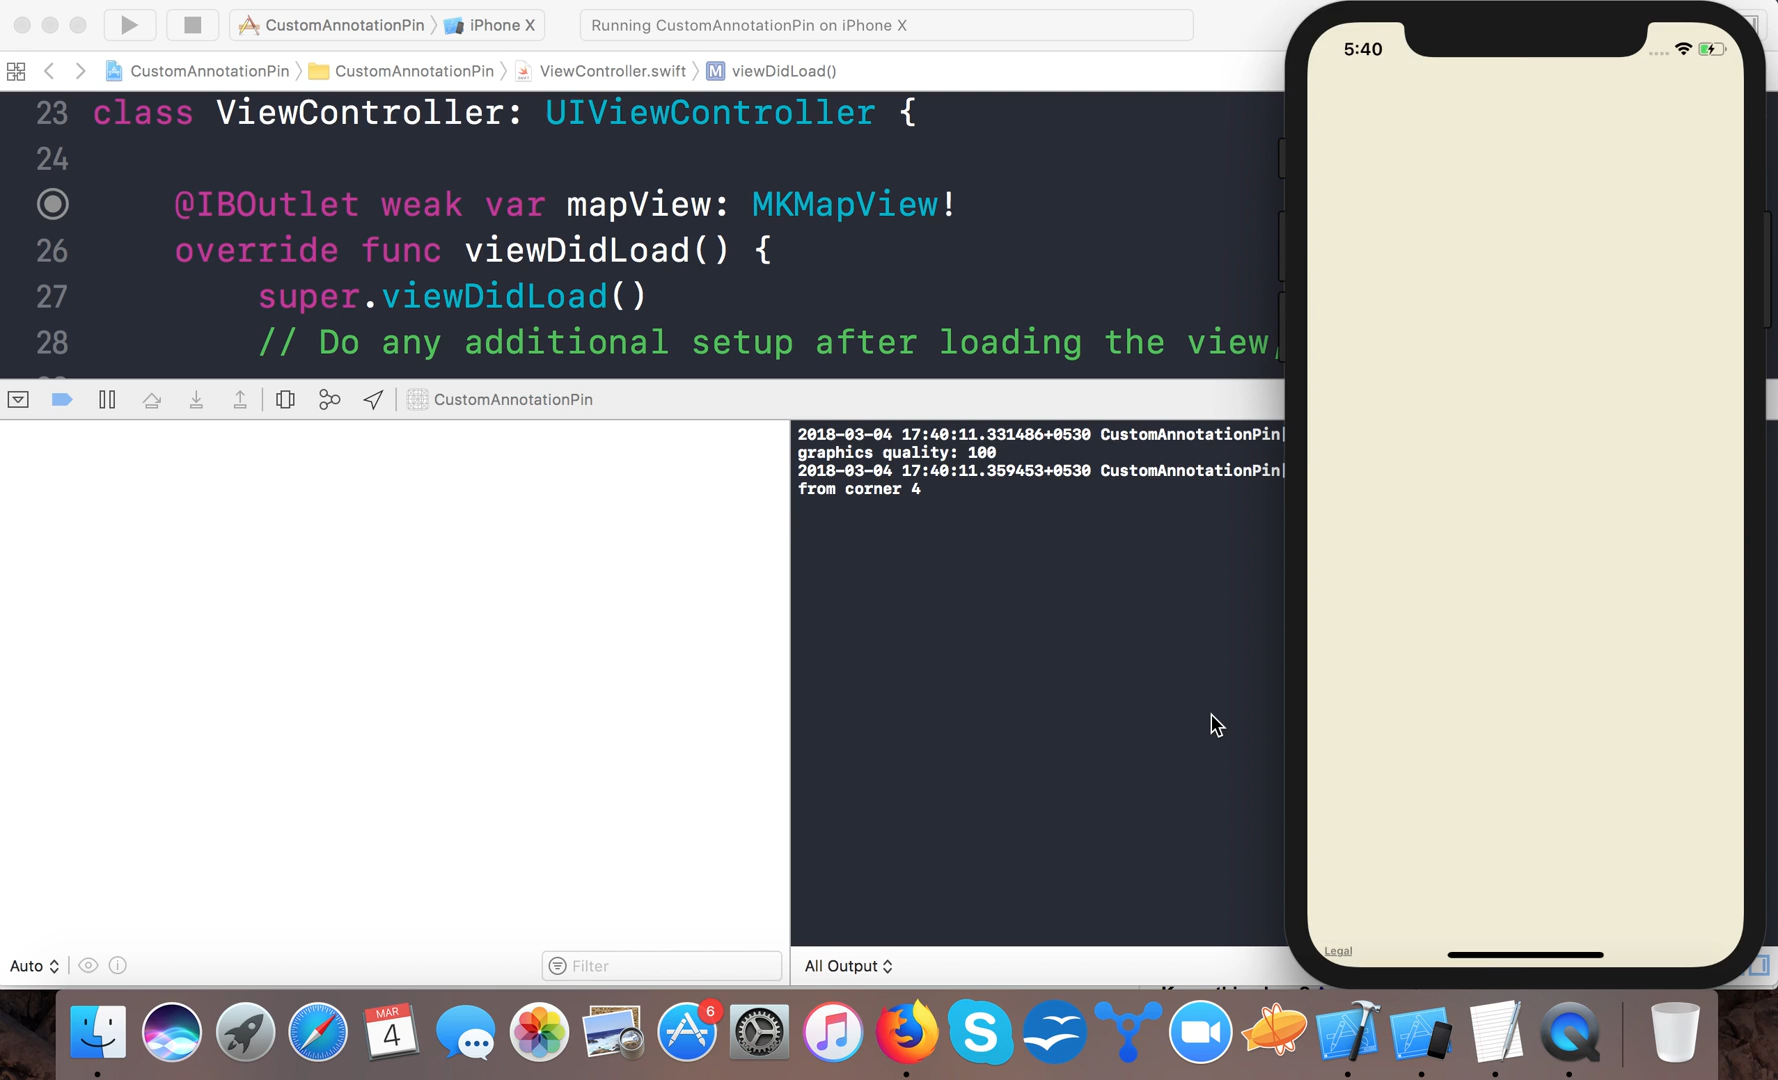 CustomAnnotationPin 〉 iPhone X
Running CustomAnnotationPin on iPhone X
5:40
CustomAnnotationPin 〉 CustomAnnotationPin 〉 ViewController.swift 〉 M viewDidLoad()
23 class ViewController: UIViewController {
24
@IBOutlet weak var mapView: MKMapView!
26 override func viewDidLoad() {
27 super.viewDidLoad()
28 // Do any additional setup after loading the view,
CustomAnnotationPin
2018-03-04 17:40:11.331486+0530 CustomAnnotationPin
graphics quality: 100
2018-03-04 17:40:11.359453+0530 CustomAnnotationPin
from corner 4
Legal
Auto
Filter
All Output
MAR
4
6